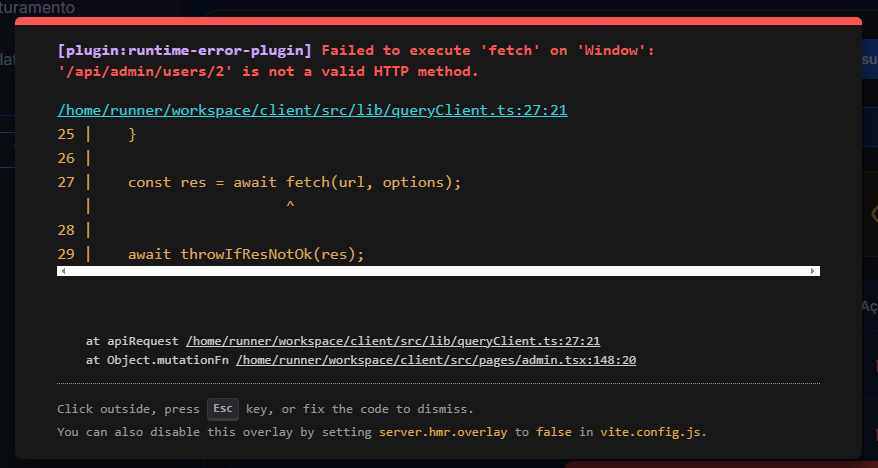 turamento
[plugin:runtime-error-plugin] Failed to execute 'fetch' on 'Window':
'/api/admin/users/2' is not a valid HTTP method.
/home/runner/workspace/client/src/lib/queryClient.ts:27:21
25 |    }
26 |
27 |    const res = await fetch(url, options);
   |                      ^
28 |
29 |    await throwIfResNotOk(res);
at apiRequest /home/runner/workspace/client/src/lib/queryClient.ts:27:21
at Object.mutationFn /home/runner/workspace/client/src/pages/admin.tsx:148:20
Click outside, press Esc key, or fix the code to dismiss.
You can also disable this overlay by setting server.hmr.overlay to false in vite.config.js.